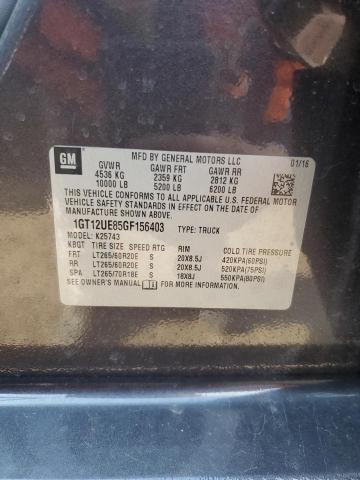 GM
MFD BY GENERAL MOTORS LLC
01/16
GVWR GAWR FRT GAWR RR
4536 KG 2359 KG 2812 KG
10000 LB 5200 LB 6200 LB
THIS VEHICLE CONFORMS TO ALL APPLICABLE
U.S. FEDERAL MOTOR VEHICLE SAFETY
STANDARDS IN EFFECT ON THE DATE OF
MANUFACTURE SHOWN ABOVE.
1GT12UE85GF156403 TYPE: TRUCK
MODEL: K25743
KBGT TIRE SIZE SPEED RTG RIM COLD TIRE PRESSURE
FRT LT265/60R20E S 20X8.5J 420KPA(60PSI)
RR LT265/60R20E S 20X8.5J 520KPA(75PSI)
SPA LT265/70R18E S 18X8J 550KPA(80PSI)
SEE OWNER'S MANUAL FOR ADDITIONAL INFORMATION.